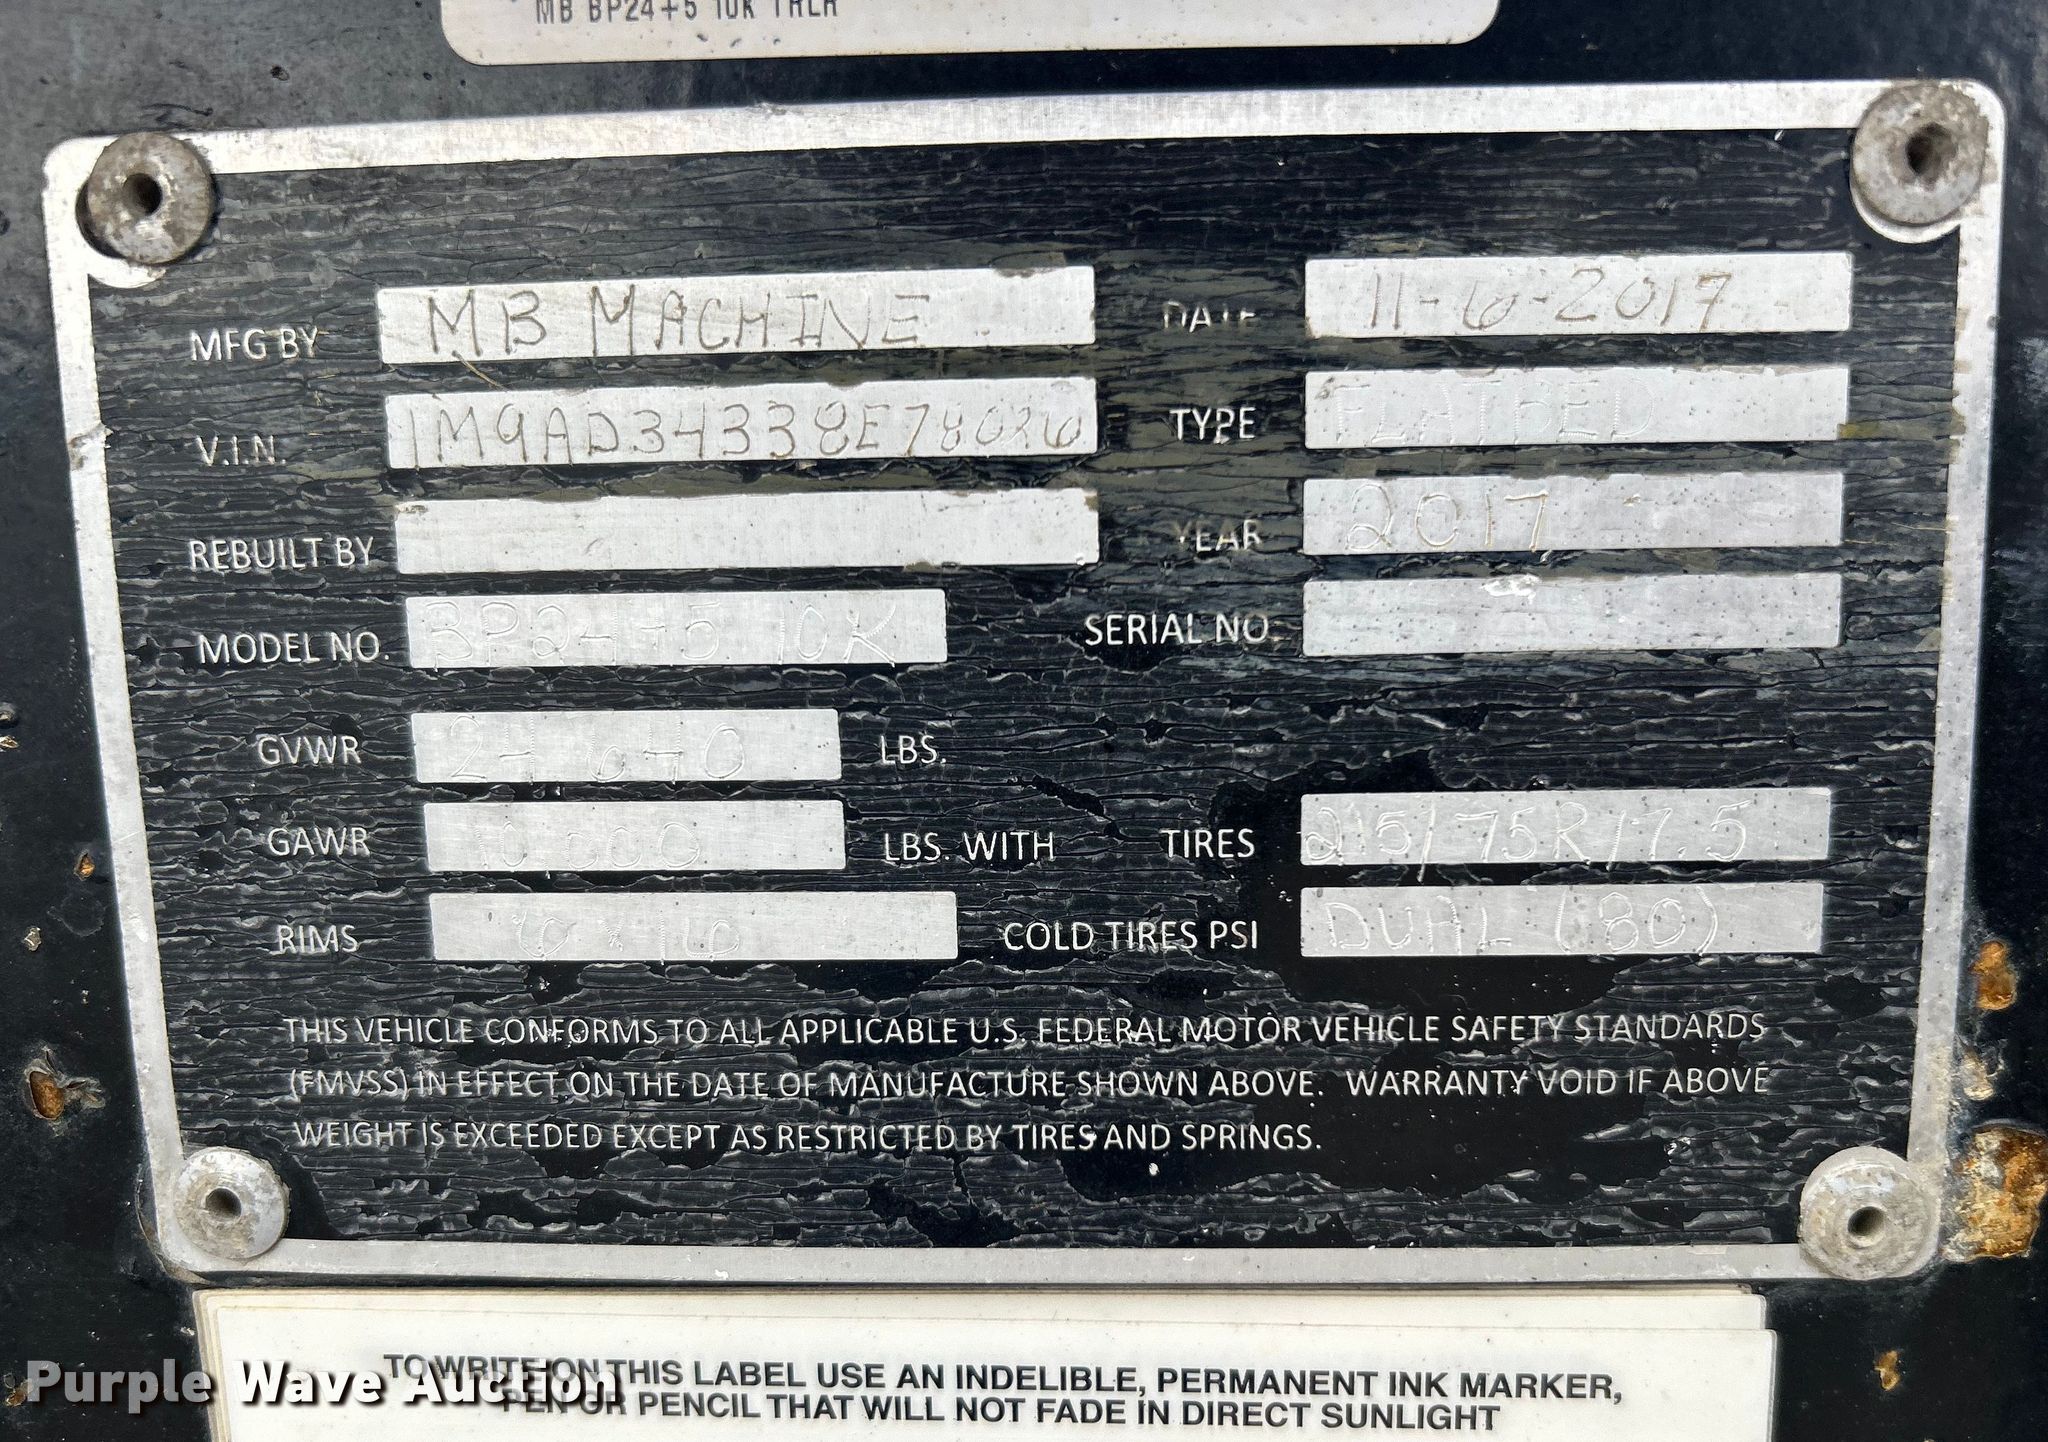 MB BP24+5 10K TRLR
MFG BY MB MACHINE DATE 11-6-2017
V.I.N. 1M9AD34338E778026 TYPE FLATBED
REBUILT BY YEAR 2017
MODEL NO. BP24+5 10K SERIAL NO.
GVWR 24 640 LBS.
GAWR 10 000 LBS. WITH TIRES 215/75R17.5
RIMS 6 x 16 COLD TIRES PSI DUAL (80)
THIS VEHICLE CONFORMS TO ALL APPLICABLE U.S. FEDERAL MOTOR VEHICLE SAFETY STANDARDS
(FMVSS) IN EFFECT ON THE DATE OF MANUFACTURE SHOWN ABOVE. WARRANTY VOID IF ABOVE
WEIGHT IS EXCEEDED EXCEPT AS RESTRICTED BY TIRES AND SPRINGS.
TO WRITE ON THIS LABEL USE AN INDELIBLE, PERMANENT INK MARKER,
PEN OR PENCIL THAT WILL NOT FADE IN DIRECT SUNLIGHT
Purple Wave Auction